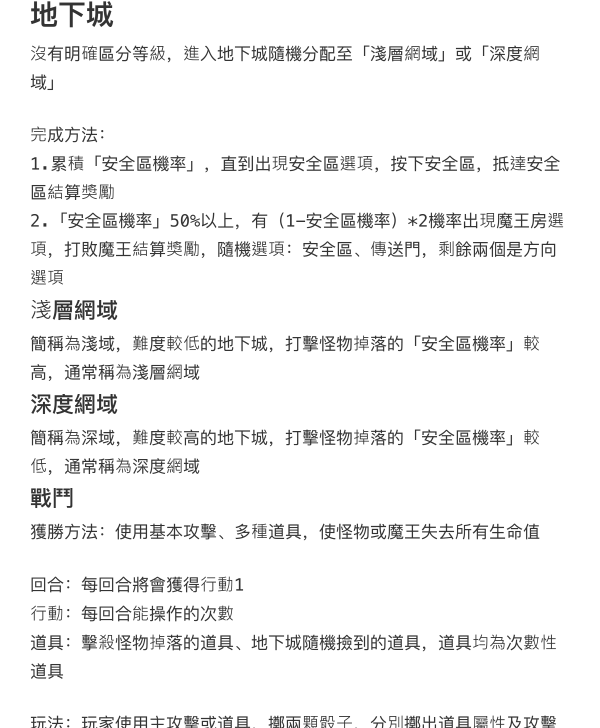 地下城
沒有明確區分等級，進入地下城隨機分配至「淺層網域」或「深度網
域」
完成方法：
1.累積「安全區機率」，直到出現安全區選項，按下安全區，抵達安全
區結算獎勵
2.「安全區機率」50%以上，有（1-安全區機率）*2機率出現魔王房選
項，打敗魔王結算獎勵，隨機選項：安全區、傳送門，剩餘兩個是方向
選項
淺層網域
簡稱為淺域，難度較低的地下城，打擊怪物掉落的「安全區機率」較
高，通常稱為淺層網域
深度網域
簡稱為深域，難度較高的地下城，打擊怪物掉落的「安全區機率」較
低，通常稱為深度網域
戰鬥
獲勝方法：使用基本攻擊、多種道具，使怪物或魔王失去所有生命值
回合：每回合將會獲得行動1
行動：每回合能操作的次數
道具：擊殺怪物掉落的道具、地下城隨機撿到的道具，道具均為次數性
道具
玩法：玩家使用主攻擊或道具，擲兩顆骰子，分別擲出道具屬性及攻擊